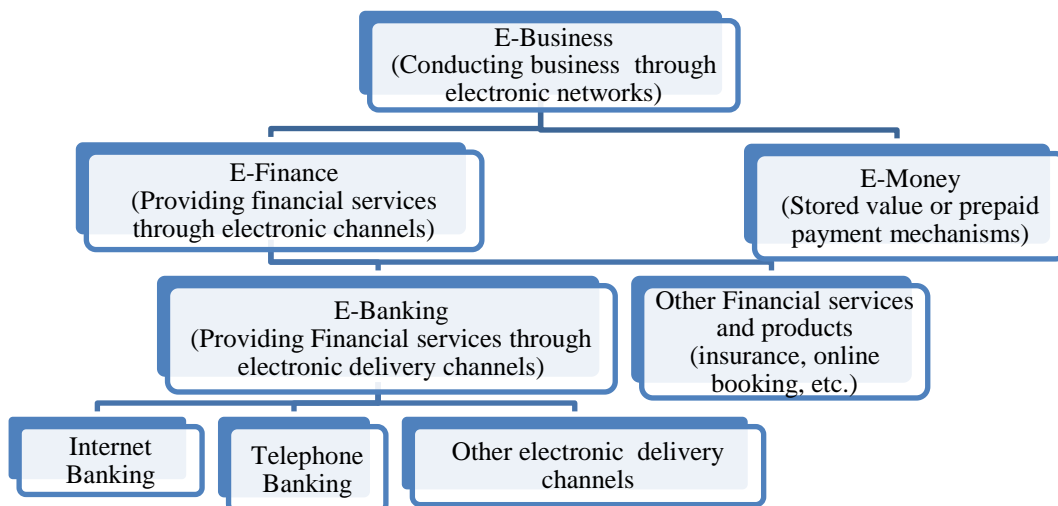 E-Business
(Conducting business through
electronic networks)
E-Finance
(Providing financial services
through electronic channels)
E-Money
(Stored value or prepaid
payment mechanisms)
E-Banking
(Providing Financial services through
electronic delivery channels)
Other Financial services
and products
(insurance, online
booking, etc.)
Internet
Banking
Telephone
Banking
Other electronic delivery
channels